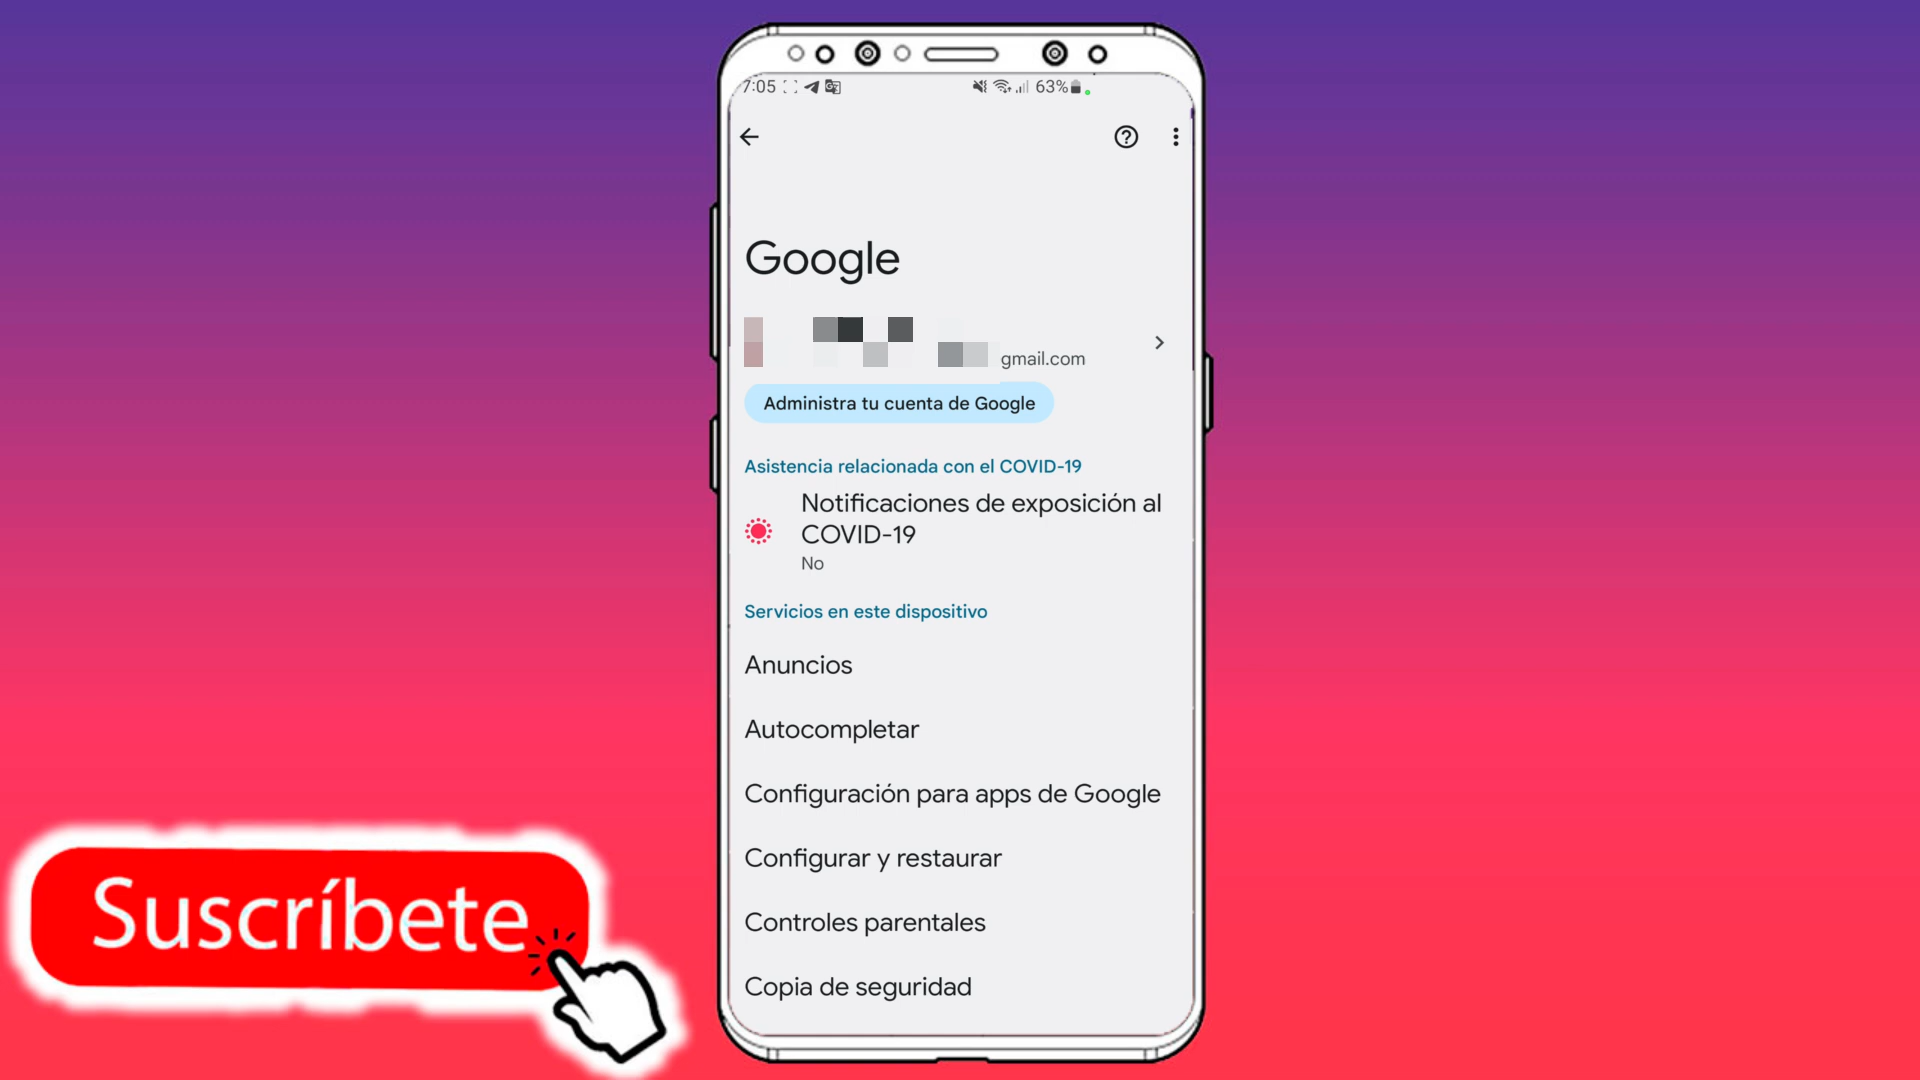 7:05
63%
Google
gmail.com
Administra tu cuenta de Google
Asistencia relacionada con el COVID-19
Notificaciones de exposición al
COVID-19
No
Servicios en este dispositivo
Anuncios
Autocompletar
Configuración para apps de Google
Configurar y restaurar
Controles parentales
Copia de seguridad
Suscríbete